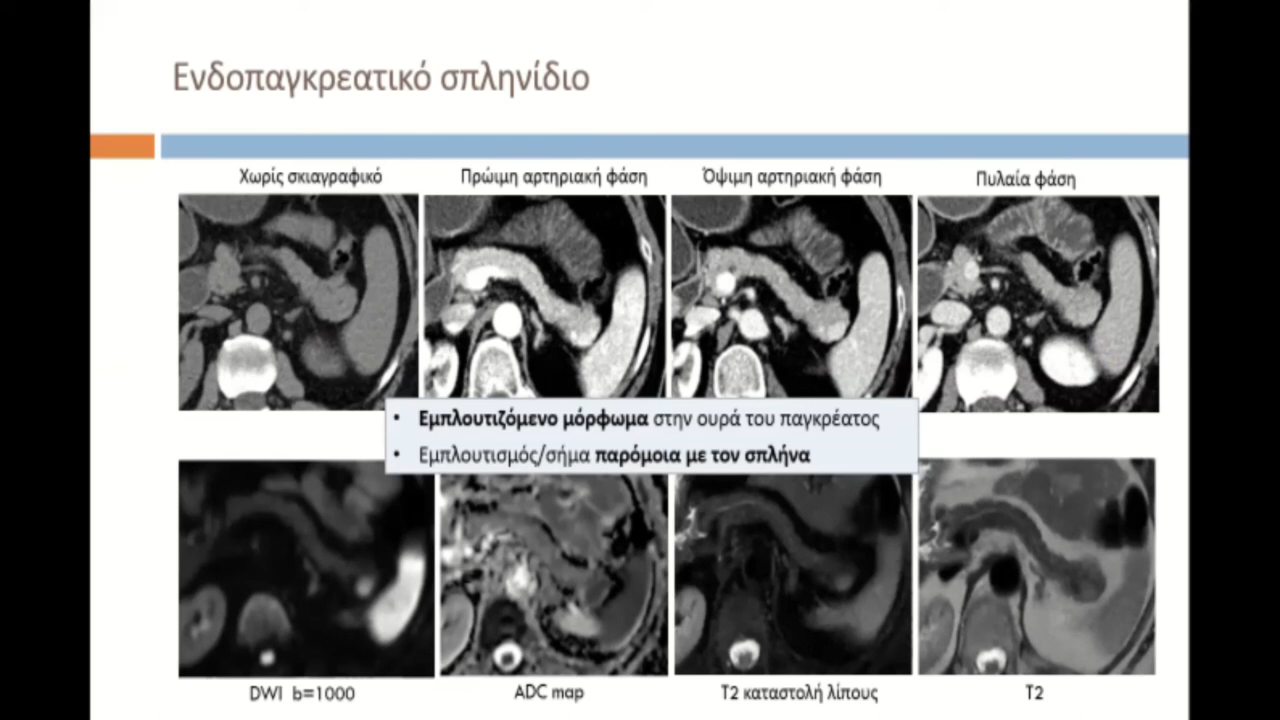 Ενδοπαγκρεατικό σπληνίδιο
Χωρίς σκιαγραφικό
Πρώιμη αρτηριακή φάση
Όψιμη αρτηριακή φάση
Πυλαία φάση
• Εμπλουτιζόμενο μόρφωμα στην ουρά του παγκρέατος
• Εμπλουτισμός/σήμα παρόμοια με τον σπλήνα
DWI b=1000
ADC map
T2 καταστολή λίπους
T2